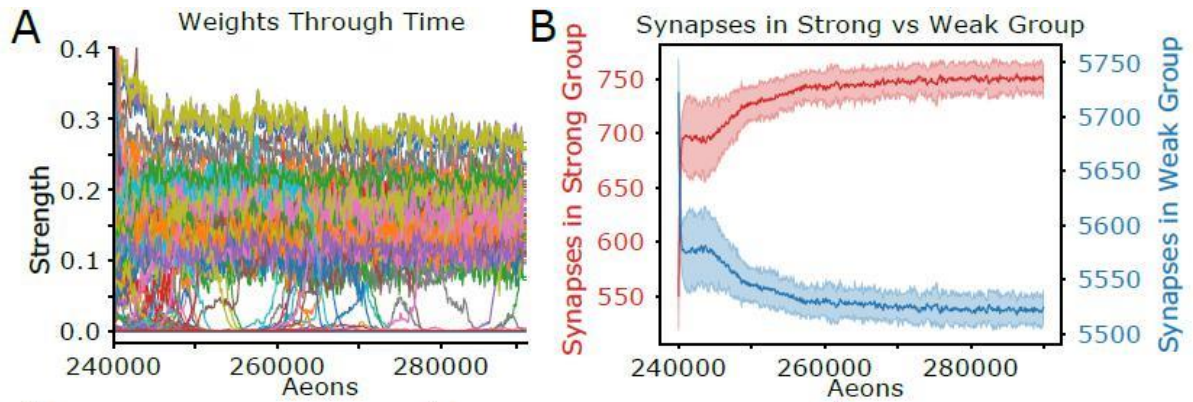 A
Weights Through Time
Strength
0.4
0.3
0.2
0.1
0.0
240000
260000
280000
Aeons
B
Synapses in Strong vs Weak Group
Synapses in Strong Group
750
700
650
600
550
5750
5700
5650
5600
5550
5500
Synapses in Weak Group
240000
260000
280000
Aeons